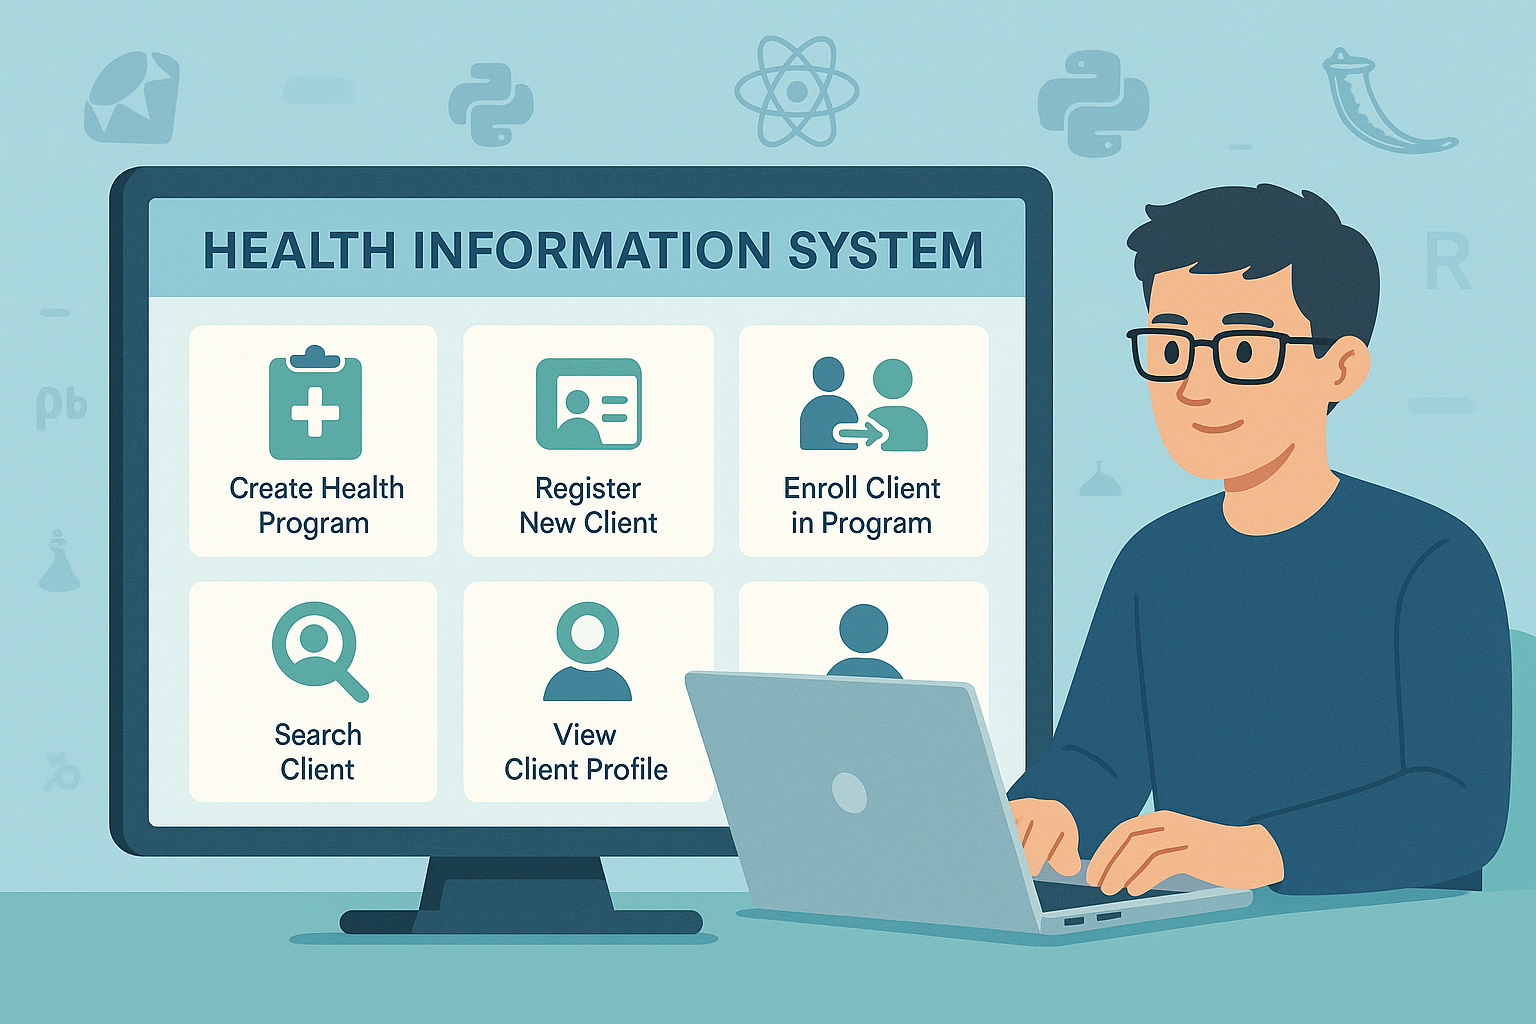 HEALTH INFORMATION SYSTEM
Create Health
Program
Register
New Client
Enroll Client
in Program
Search
Client
View
Client Profile
R
pb